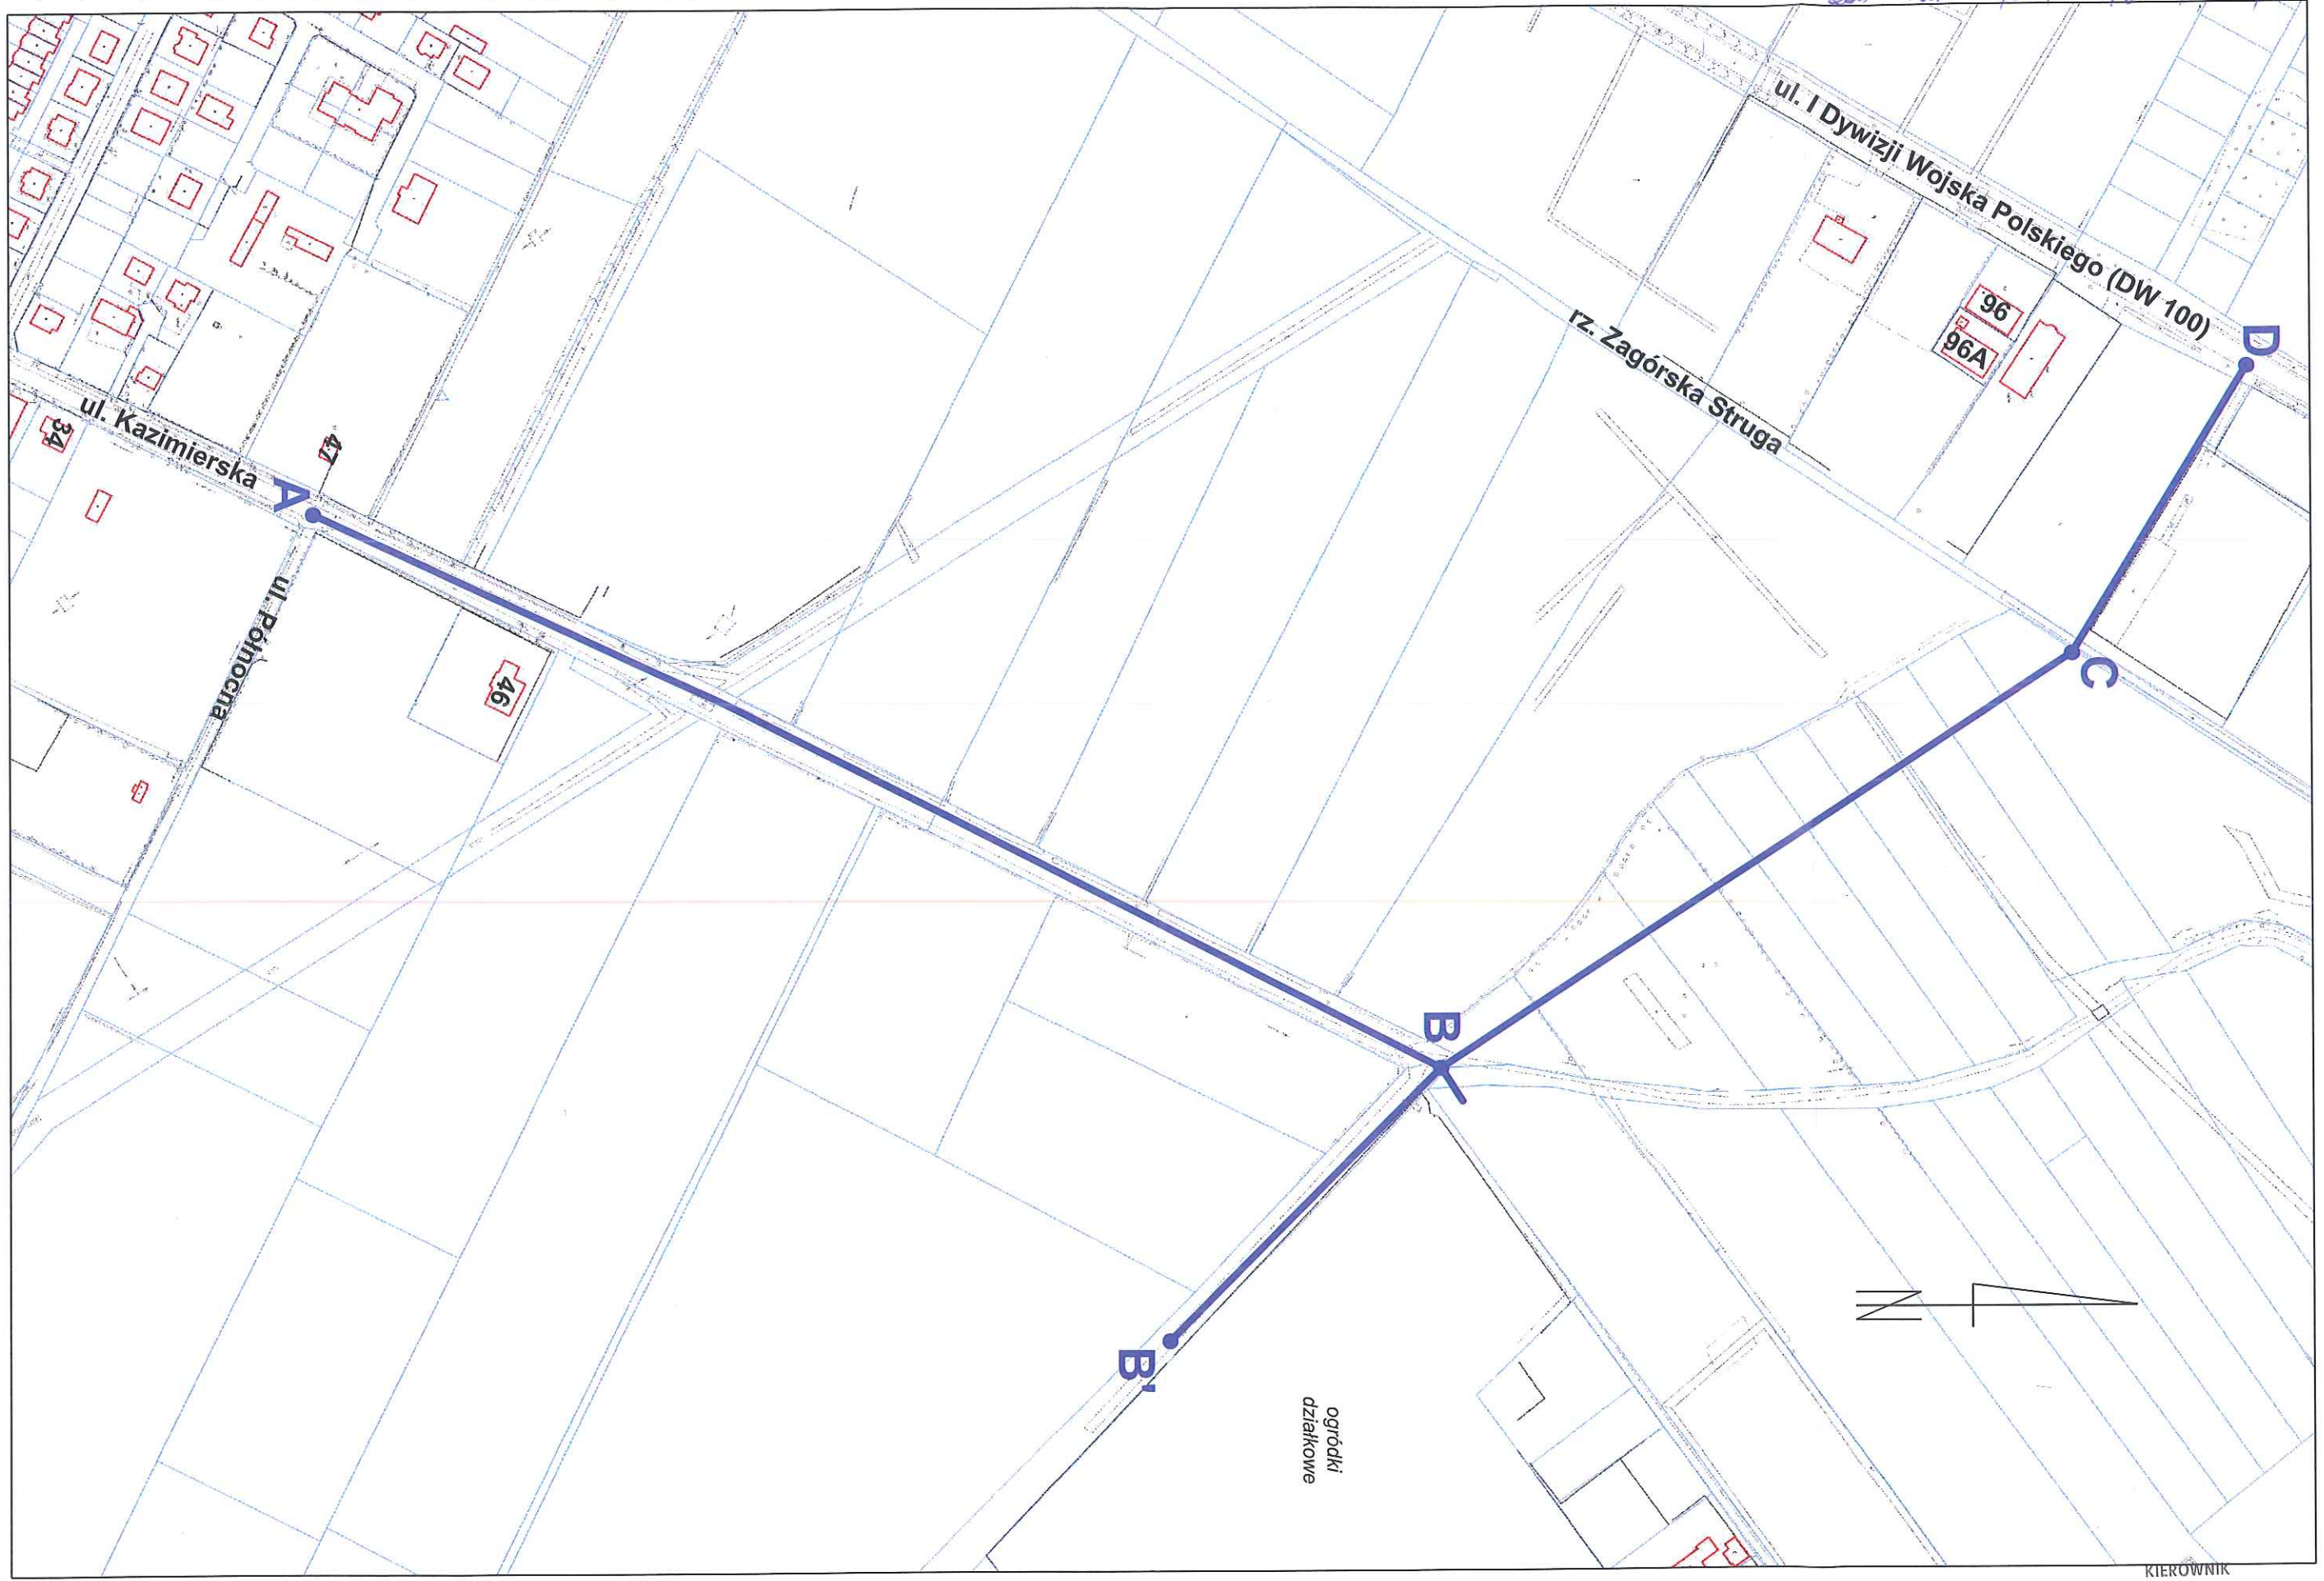 ul. I Dywizji Wojska Polskiego (DW 100)
D
96
96A
rz. Zagórska Struga
C
34
ul. Kazimierska
47
A
ul. Północna
46
B
B'
N
ogródki
działkowe
KIEROWNIK